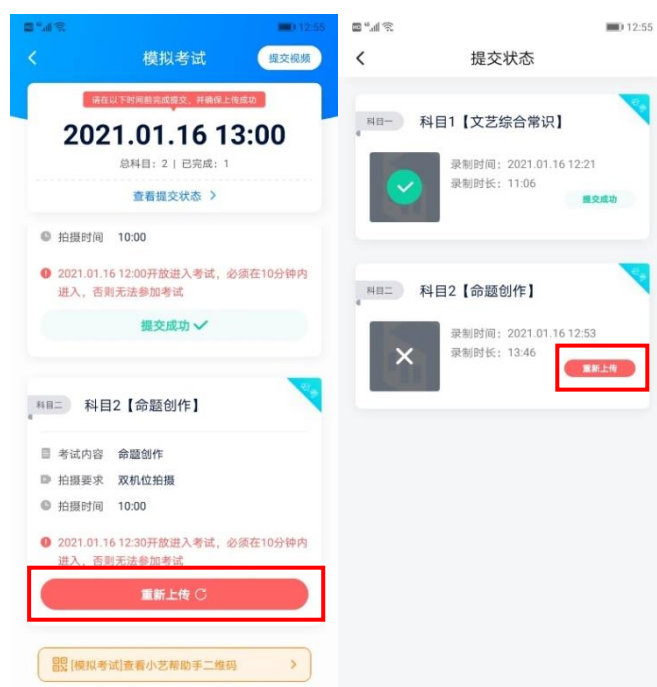 12:55
模拟考试
提交视频
请在以下时间前完成提交，并确保上传成功
2021.01.16 13:00
总科目：2 | 已完成：1
查看提交状态 >
拍摄时间 10:00
2021.01.16 12:00开放进入考试，必须在10分钟内
进入，否则无法参加考试
提交成功
必考
科目二 科目2【命题创作】
考试内容 命题创作
拍摄要求 双机位拍摄
拍摄时间 10:00
2021.01.16 12:30开放进入考试，必须在10分钟内
进入，否则无法参加考试
重新上传
[模拟考试]查看小艺帮助手二维码 >
12:55
提交状态
必考
科目一 科目1【文艺综合常识】
录制时间：2021.01.16 12:21
录制时长：11:06
提交成功
必考
科目二 科目2【命题创作】
录制时间：2021.01.16 12:53
录制时长：13:46
重新上传